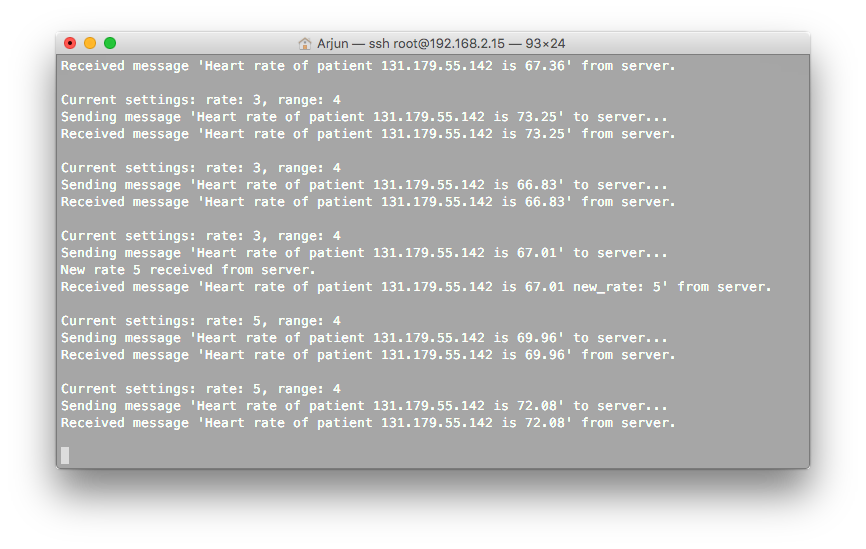 Arjun — ssh root@192.168.2.15 — 93×24
Received message 'Heart rate of patient 131.179.55.142 is 67.36' from server.
Current settings: rate: 3, range: 4
Sending message 'Heart rate of patient 131.179.55.142 is 73.25' to server...
Received message 'Heart rate of patient 131.179.55.142 is 73.25' from server.
Current settings: rate: 3, range: 4
Sending message 'Heart rate of patient 131.179.55.142 is 66.83' to server...
Received message 'Heart rate of patient 131.179.55.142 is 66.83' from server.
Current settings: rate: 3, range: 4
Sending message 'Heart rate of patient 131.179.55.142 is 67.01' to server...
New rate 5 received from server.
Received message 'Heart rate of patient 131.179.55.142 is 67.01 new_rate: 5' from server.
Current settings: rate: 5, range: 4
Sending message 'Heart rate of patient 131.179.55.142 is 69.96' to server...
Received message 'Heart rate of patient 131.179.55.142 is 69.96' from server.
Current settings: rate: 5, range: 4
Sending message 'Heart rate of patient 131.179.55.142 is 72.08' to server...
Received message 'Heart rate of patient 131.179.55.142 is 72.08' from server.